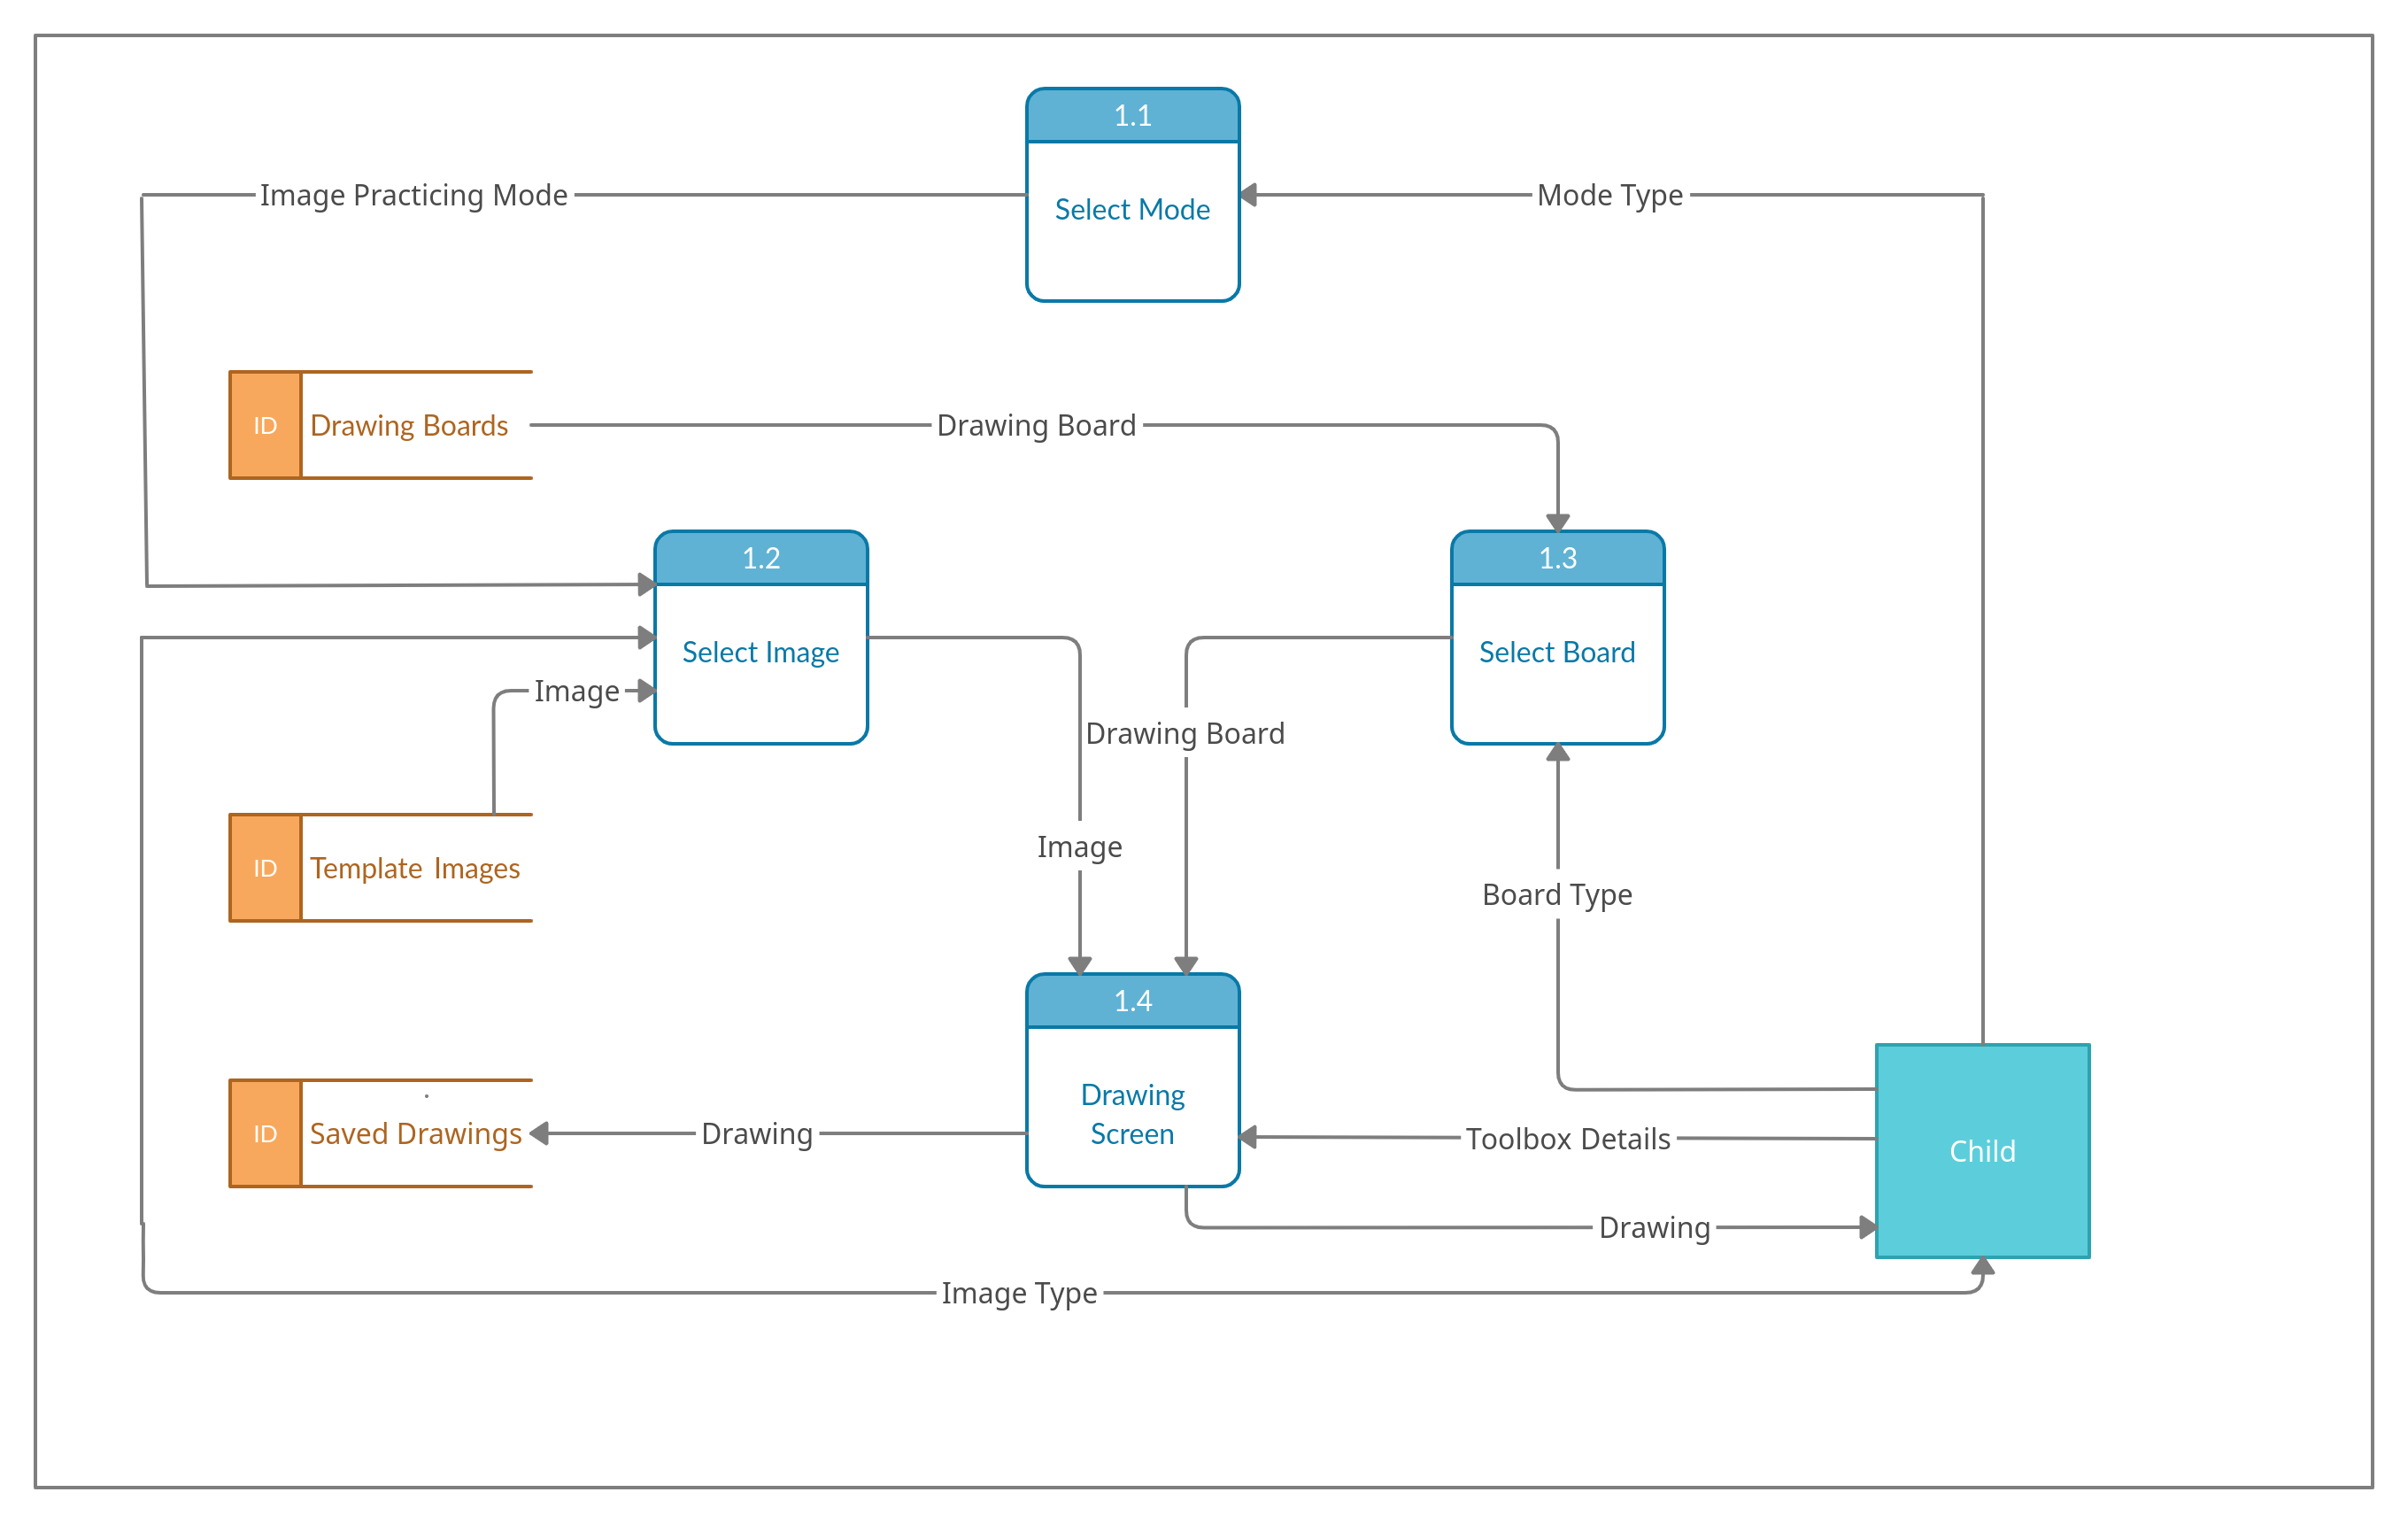 1.1
Image Practicing Mode
Mode Type
Select Mode
ID
Drawing Boards
Drawing Board
1.2
1.3
Select Image
Select Board
Image
Drawing Board
Image
ID
Template Images
Board Type
1.4
Drawing
Screen
ID
Saved Drawings
Drawing
Toolbox Details
Child
Drawing
Image Type